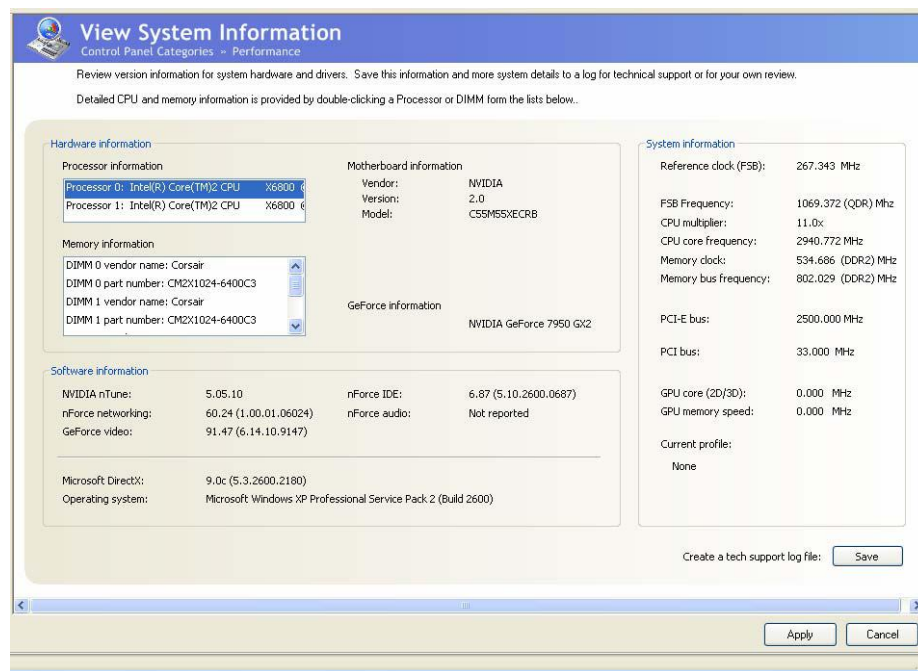 View System Information
Control Panel Categories » Performance
Review version information for system hardware and drivers. Save this information and more system details to a log for technical support or for your own review.
Detailed CPU and memory information is provided by double-clicking a Processor or DIMM form the lists below..
Hardware information
Processor information
Processor 0: Intel(R) Core(TM)2 CPU X6800 @
Processor 1: Intel(R) Core(TM)2 CPU X6800 @
Memory information
DIMM 0 vendor name: Corsair
DIMM 0 part number: CM2X1024-6400C3
DIMM 1 vendor name: Corsair
DIMM 1 part number: CM2X1024-6400C3
Motherboard information
Vendor: NVIDIA
Version: 2.0
Model: C55M55XECRB
GeForce information
NVIDIA GeForce 7950 GX2
Software information
NVIDIA nTune: 5.05.10
nForce networking: 60.24 (1.00.01.06024)
GeForce video: 91.47 (6.14.10.9147)
nForce IDE: 6.87 (5.10.2600.0687)
nForce audio: Not reported
Microsoft DirectX: 9.0c (5.3.2600.2180)
Operating system: Microsoft Windows XP Professional Service Pack 2 (Build 2600)
System information
Reference clock (FSB): 267.343 MHz
FSB Frequency: 1069.372 (QDR) Mhz
CPU multiplier: 11.0x
CPU core frequency: 2940.772 MHz
Memory clock: 534.686 (DDR2) MHz
Memory bus frequency: 802.029 (DDR2) MHz
PCI-E bus: 2500.000 MHz
PCI bus: 33.000 MHz
GPU core (2D/3D): 0.000 MHz
GPU memory speed: 0.000 MHz
Current profile:
None
Create a tech support log file: Save
Apply Cancel